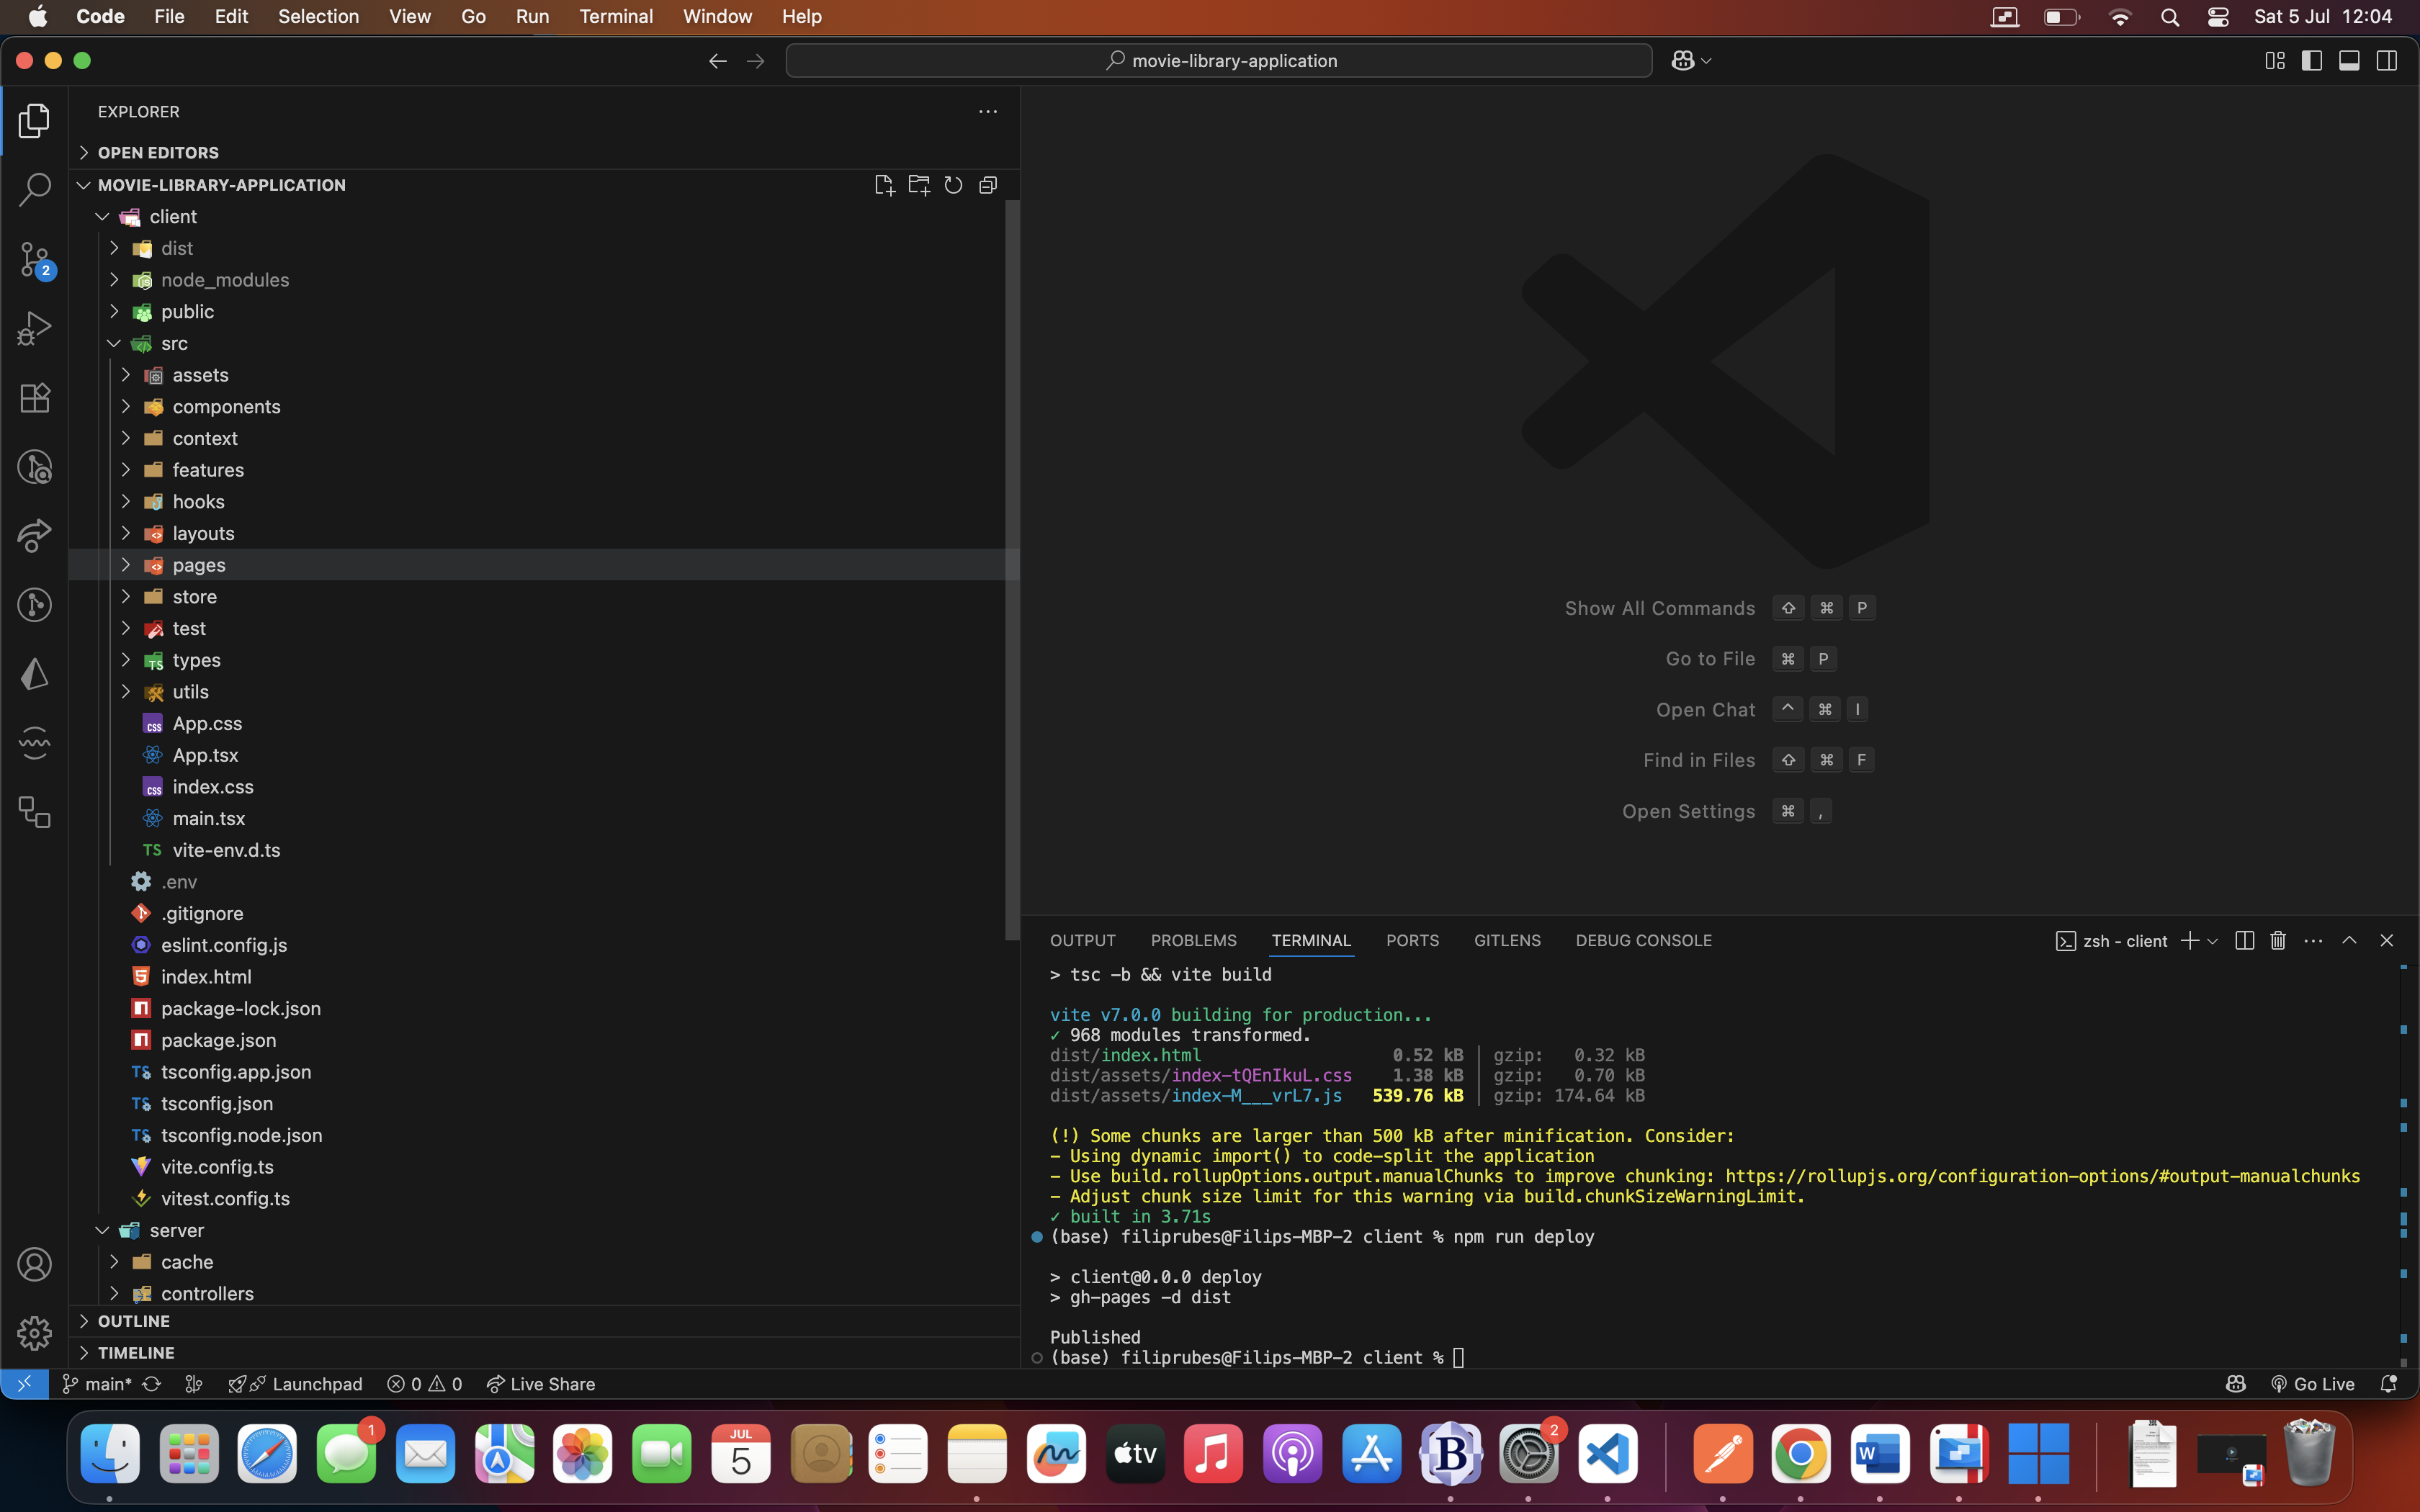 Code File Edit Selection View Go Run Terminal Window Help
Sat 5 Jul 12:04
movie-library-application
EXPLORER
OPEN EDITORS
MOVIE-LIBRARY-APPLICATION
client
dist
node_modules
public
src
assets
components
context
features
hooks
layouts
pages
store
test
types
utils
App.css
App.tsx
index.css
main.tsx
TS vite-env.d.ts
.env
.gitignore
eslint.config.js
index.html
package-lock.json
package.json
TS tsconfig.app.json
TS tsconfig.json
TS tsconfig.node.json
vite.config.ts
vitest.config.ts
server
cache
controllers
OUTLINE
TIMELINE
2
Show All Commands ⇧ ⌘ P
Go to File ⌘ P
Open Chat ^ ⌘ I
Find in Files ⇧ ⌘ F
Open Settings ⌘ ,
OUTPUT PROBLEMS TERMINAL PORTS GITLENS DEBUG CONSOLE
zsh - client
> tsc -b && vite build
vite v7.0.0 building for production...
✓ 968 modules transformed.
dist/index.html 0.52 kB │ gzip: 0.32 kB
dist/assets/index-tQEnIkuL.css 1.38 kB │ gzip: 0.70 kB
dist/assets/index-M___vrL7.js 539.76 kB │ gzip: 174.64 kB
(!) Some chunks are larger than 500 kB after minification. Consider:
- Using dynamic import() to code-split the application
- Use build.rollupOptions.output.manualChunks to improve chunking: https://rollupjs.org/configuration-options/#output-manualchunks
- Adjust chunk size limit for this warning via build.chunkSizeWarningLimit.
✓ built in 3.71s
(base) filiprubes@Filips-MBP-2 client % npm run deploy
> client@0.0.0 deploy
> gh-pages -d dist
Published
(base) filiprubes@Filips-MBP-2 client %
main* Launchpad 0 0 Live Share
Go Live
1
JUL
5
tv
B
2
W